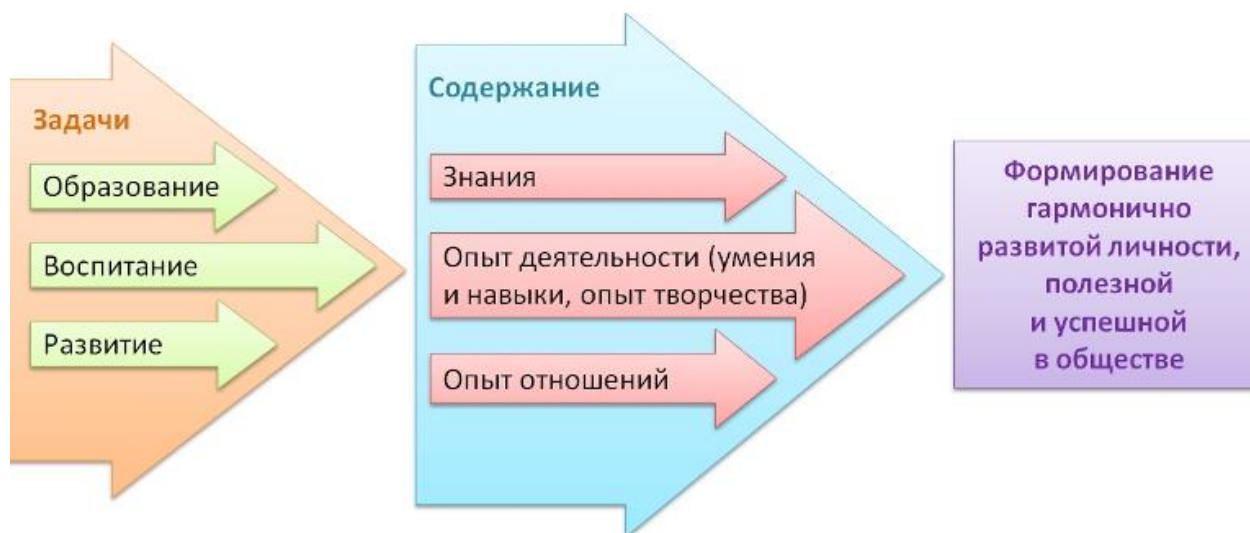 Задачи
Образование
Воспитание
Развитие
Содержание
Знания
Опыт деятельности (умения
и навыки, опыт творчества)
Опыт отношений
Формирование
гармонично
развитой личности,
полезной
и успешной
в обществе